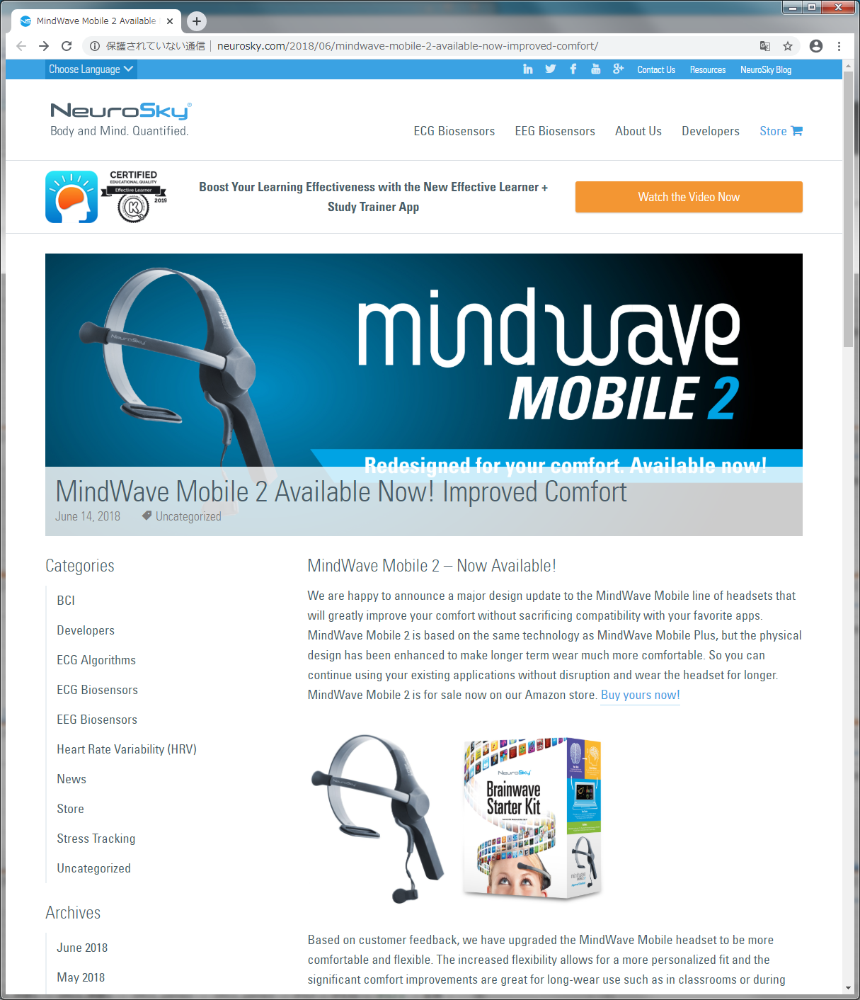 MindWave Mobile 2 Available
保護されていない通信 | neurosky.com/2018/06/mindwave-mobile-2-available-now-improved-comfort/
Choose Language
Contact Us Resources NeuroSky Blog
NeuroSky®
Body and Mind. Quantified.
ECG Biosensors EEG Biosensors About Us Developers Store
CERTIFIED
EDUCATIONAL QUALITY
Effective Learner
2019
Boost Your Learning Effectiveness with the New Effective Learner +
Study Trainer App
Watch the Video Now
NeuroSky
mindwave
MOBILE 2
Redesigned for your comfort. Available now!
MindWave Mobile 2 Available Now! Improved Comfort
June 14, 2018 Uncategorized
Categories
BCI
Developers
ECG Algorithms
ECG Biosensors
EEG Biosensors
Heart Rate Variability (HRV)
News
Store
Stress Tracking
Uncategorized
Archives
June 2018
May 2018
MindWave Mobile 2 – Now Available!
We are happy to announce a major design update to the MindWave Mobile line of headsets that
will greatly improve your comfort without sacrificing compatibility with your favorite apps.
MindWave Mobile 2 is based on the same technology as MindWave Mobile Plus, but the physical
design has been enhanced to make longer term wear much more comfortable. So you can
continue using your existing applications without disruption and wear the headset for longer.
MindWave Mobile 2 is for sale now on our Amazon store. Buy yours now!
NeuroSky
NeuroSky
Brainwave
Starter Kit
mindwave
MOBILE 2
Based on customer feedback, we have upgraded the MindWave Mobile headset to be more
comfortable and flexible. The increased flexibility allows for a more personalized fit and the
significant comfort improvements are great for long-wear use such as in classrooms or during